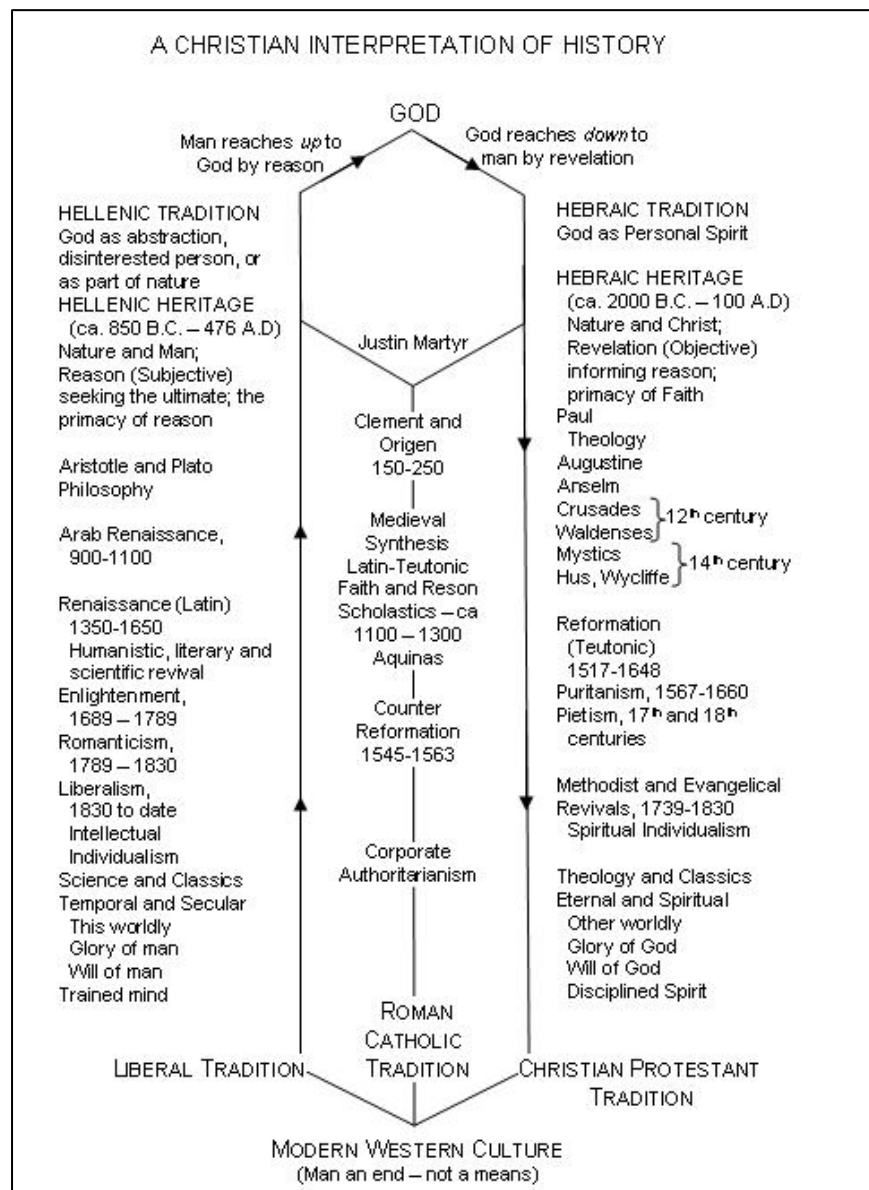 A CHRISTIAN INTERPRETATION OF HISTORY
GOD
Man reaches up to
God by reason
God reaches down to
man by revelation
HELLENIC TRADITION
God as abstraction,
disinterested person, or
as part of nature
HELLENIC HERITAGE
(ca. 850 B.C. – 476 A.D)
Nature and Man;
Reason (Subjective)
seeking the ultimate; the
primacy of reason
Aristotle and Plato
Philosophy
Arab Renaissance,
900-1100
Renaissance (Latin)
1350-1650
Humanistic, literary and
scientific revival
Enlightenment,
1689 – 1789
Romanticism,
1789 – 1830
Liberalism,
1830 to date
Intellectual
Individualism
Science and Classics
Temporal and Secular
This worldly
Glory of man
Will of man
Trained mind
LIBERAL TRADITION
Justin Martyr
Clement and
Origen
150-250
Medieval
Synthesis
Latin-Teutonic
Faith and Reson
Scholastics – ca
1100 – 1300
Aquinas
Counter
Reformation
1545-1563
Corporate
Authoritarianism
ROMAN
CATHOLIC
TRADITION
HEBRAIC TRADITION
God as Personal Spirit
HEBRAIC HERITAGE
(ca. 2000 B.C. – 100 A.D)
Nature and Christ;
Revelation (Objective)
informing reason;
primacy of Faith
Paul
Theology
Augustine
Anselm
Crusades
Waldenses
12th century
Mystics
Hus, Wycliffe
14th century
Reformation
(Teutonic)
1517-1648
Puritanism, 1567-1660
Pietism, 17th and 18th
centuries
Methodist and Evangelical
Revivals, 1739-1830
Spiritual Individualism
Theology and Classics
Eternal and Spiritual
Other worldly
Glory of God
Will of God
Disciplined Spirit
CHRISTIAN PROTESTANT
TRADITION
MODERN WESTERN CULTURE
(Man an end – not a means)